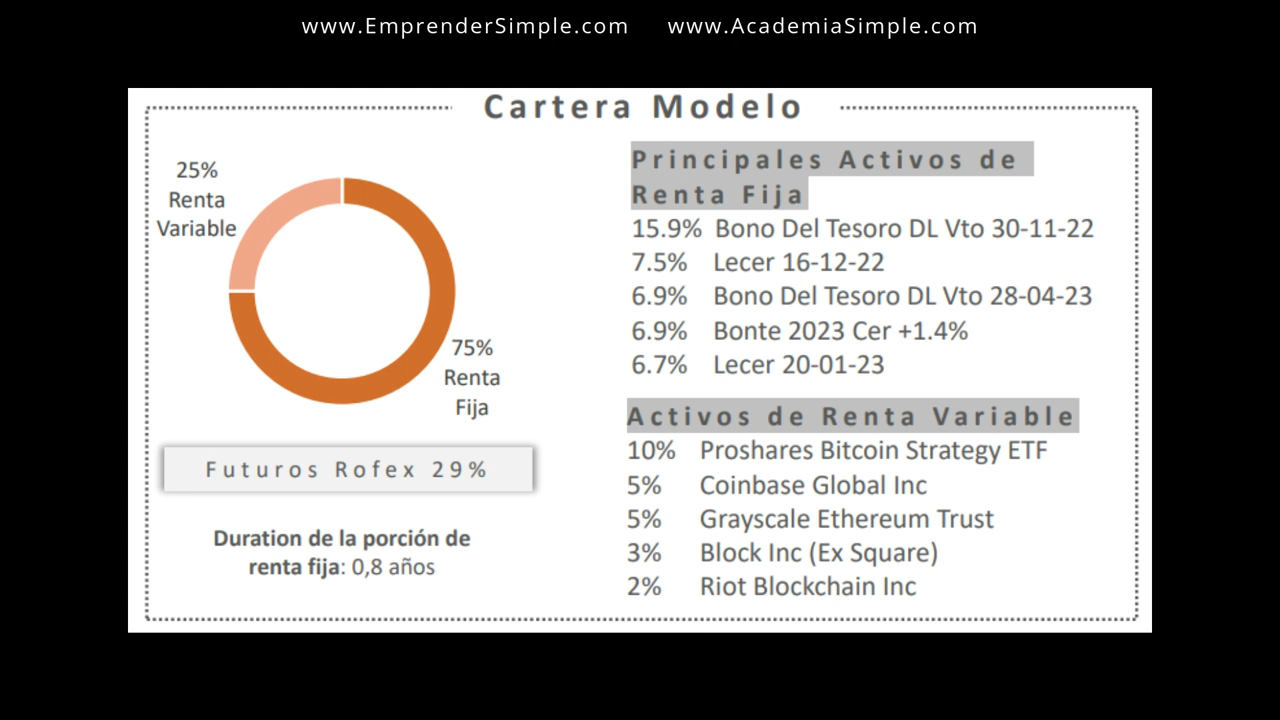 www.EmprenderSimple.com www.AcademiaSimple.com
Cartera Modelo
25%
Renta
Variable
75%
Renta
Fija
Futuros Rofex 29%
Duration de la porción de
renta fija: 0,8 años
Principales Activos de
Renta Fija
15.9% Bono Del Tesoro DL Vto 30-11-22
7.5% Lecer 16-12-22
6.9% Bono Del Tesoro DL Vto 28-04-23
6.9% Bonte 2023 Cer +1.4%
6.7% Lecer 20-01-23
Activos de Renta Variable
10% Proshares Bitcoin Strategy ETF
5% Coinbase Global Inc
5% Grayscale Ethereum Trust
3% Block Inc (Ex Square)
2% Riot Blockchain Inc